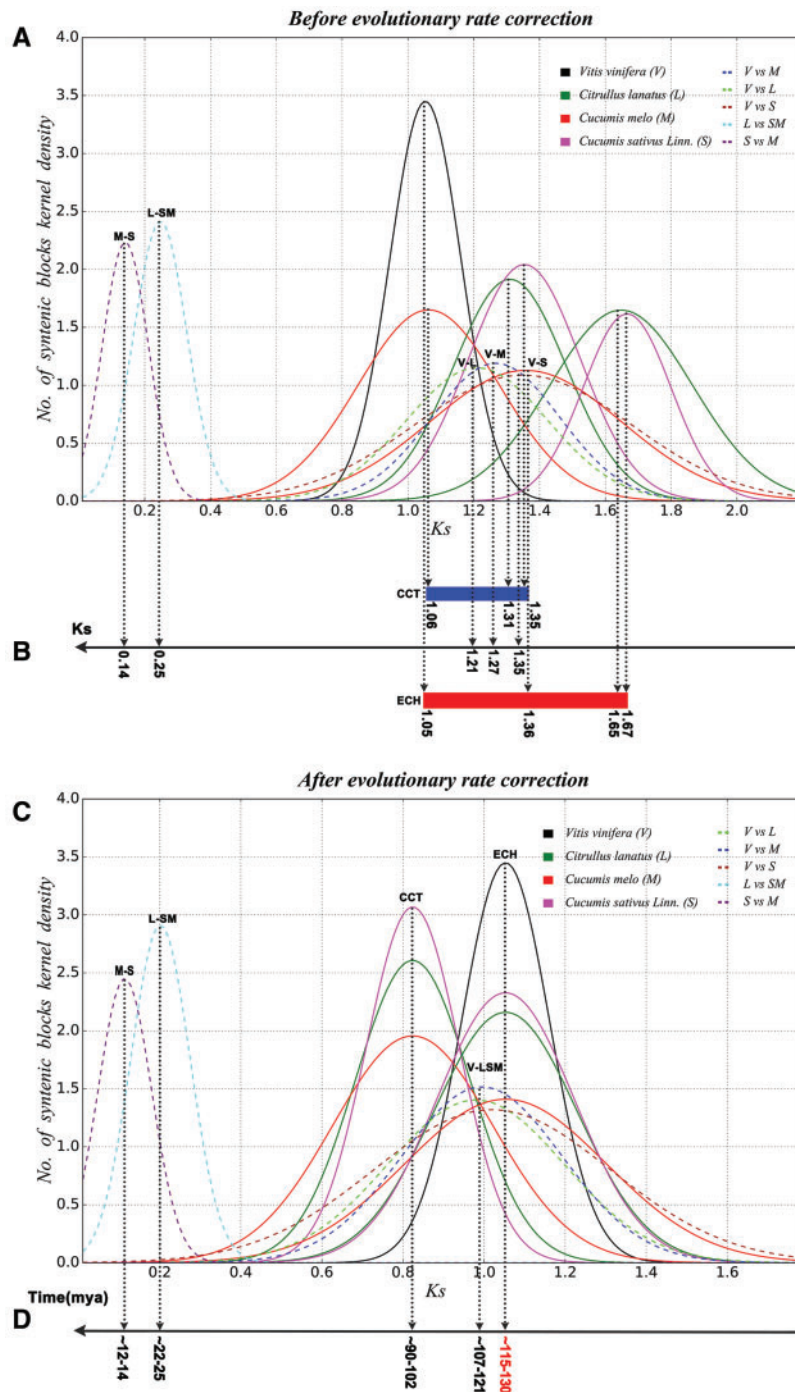 Before evolutionary rate correction
A
4.0
3.5
3.0
2.5
2.0
1.5
1.0
0.5
0.0
No. of syntenic blocks kernel density
Vitis vinifera (V)
Citrullus lanatus (L)
Cucumis melo (M)
Cucumis sativus Linn. (S)
V vs M
V vs L
V vs S
L vs SM
S vs M
M-S
L-SM
V-L
V-M
V-S
0.2 0.4 0.6 0.8 1.0 1.2 1.4 1.6 1.8 2.0
Ks
CCT
1.06
1.31
1.35
Ks
B
0.14
0.25
1.21
1.27
1.35
ECH
1.05
1.36
1.65
1.67
After evolutionary rate correction
C
4.0
3.5
3.0
2.5
2.0
1.5
1.0
0.5
0.0
No. of syntenic blocks kernel density
Vitis vinifera (V)
Citrullus lanatus (L)
Cucumis melo (M)
Cucumis sativus Linn. (S)
V vs L
V vs M
V vs S
L vs SM
S vs M
ECH
CCT
L-SM
M-S
V-LSM
0.2 0.4 0.6 0.8 1.0 1.2 1.4 1.6
Ks
Time(mya)
D
~12-14
~22-25
~90-102
~107-121
~115-130